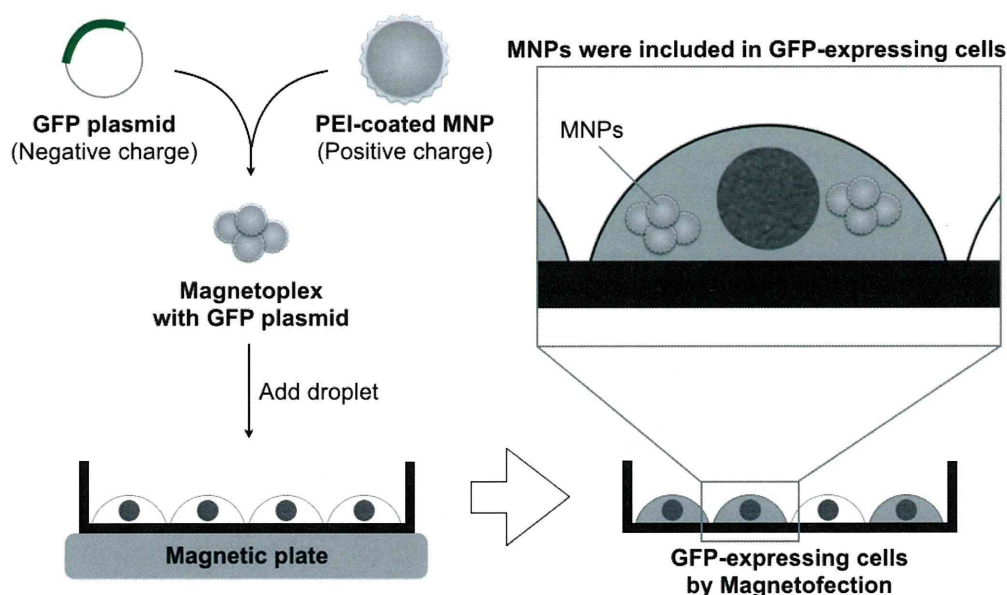 GFP plasmid
(Negative charge)
PEI-coated MNP
(Positive charge)
Magnetoplex
with GFP plasmid
Add droplet
Magnetic plate
MNPs were included in GFP-expressing cells
MNPs
GFP-expressing cells
by Magnetofection